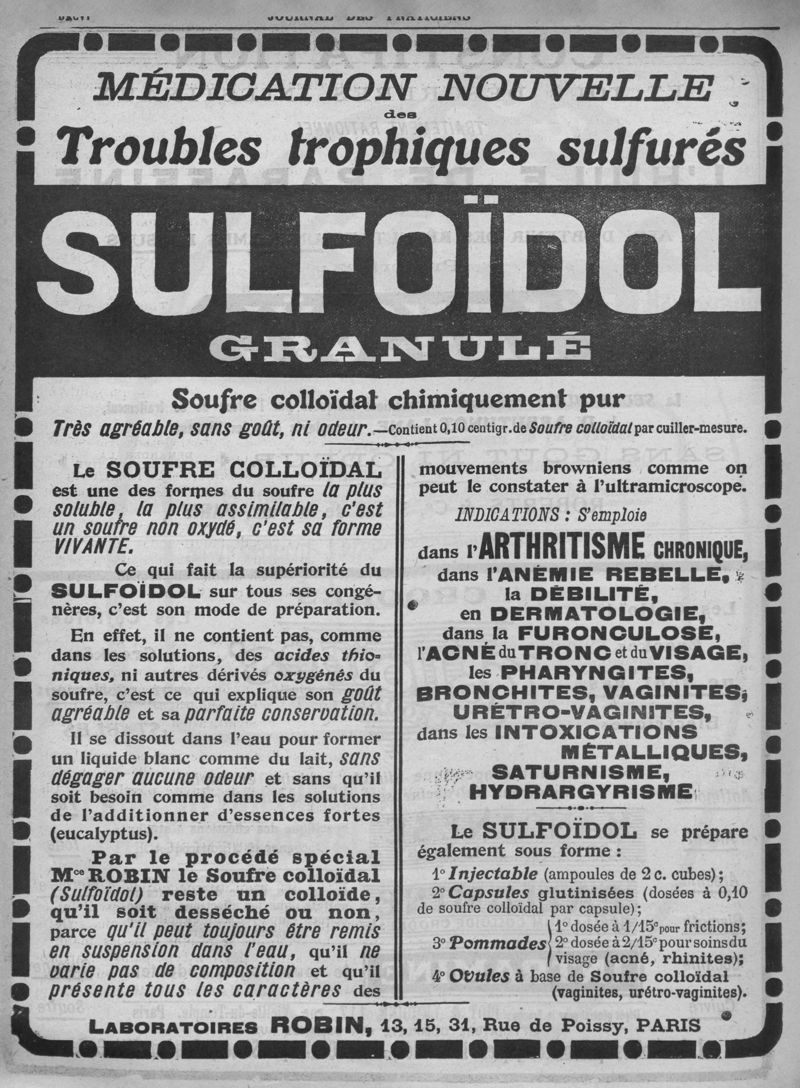 JOURNAL DES PRATICIENS
MÉDICATION NOUVELLE
des
Troubles trophiques sulfurés
SULFOÏDOL
GRANULÉ
Soufre colloïdal chimiquement pur
Très agréable, sans goût, ni odeur.—Contient 0,10 centigr. de Soufre colloïdal par cuiller-mesure.
Le SOUFRE COLLOÏDAL
est une des formes du soufre la plus
soluble, la plus assimilable, c'est
un soufre non oxydé, c'est sa forme
VIVANTE.
Ce qui fait la supériorité du
SULFOÏDOL sur tous ses congé-
nères, c'est son mode de préparation.
En effet, il ne contient pas, comme
dans les solutions, des acides thio-
niques, ni autres dérivés oxygénés du
soufre, c'est ce qui explique son goût
agréable et sa parfaite conservation.
Il se dissout dans l'eau pour former
un liquide blanc comme du lait, sans
dégager aucune odeur et sans qu'il
soit besoin comme dans les solutions
de l'additionner d'essences fortes
(eucalyptus).
Par le procédé spécial
Mce ROBIN le Soufre colloïdal
(Sulfoïdol) reste un colloïde,
qu'il soit desséché ou non,
parce qu'il peut toujours être remis
en suspension dans l'eau, qu'il ne
varie pas de composition et qu'il
présente tous les caractères des
mouvements browniens comme on
peut le constater à l'ultramicroscope.
INDICATIONS : S'emploie
dans l'ARTHRITISME CHRONIQUE,
dans l'ANÉMIE REBELLE,
la DÉBILITÉ,
en DERMATOLOGIE,
dans la FURONCULOSE,
l'ACNÉ du TRONC et du VISAGE,
les PHARYNGITES,
BRONCHITES, VAGINITES,
URÉTRO-VAGINITES,
dans les INTOXICATIONS
MÉTALLIQUES,
SATURNISME,
HYDRARGYRISME
Le SULFOÏDOL se prépare
également sous forme :
1° Injectable (ampoules de 2 c. cubes) ;
2° Capsules glutinisées (dosées à 0,10
de soufre colloïdal par capsule) ;
3° Pommades 1° dosée à 1/15e pour frictions;
2° dosée à 2/15e pour soins du
visage (acné, rhinites);
4° Ovules à base de Soufre colloïdal
(vaginites, urétro-vaginites).
LABORATOIRES ROBIN, 13, 15, 31, Rue de Poissy, PARIS